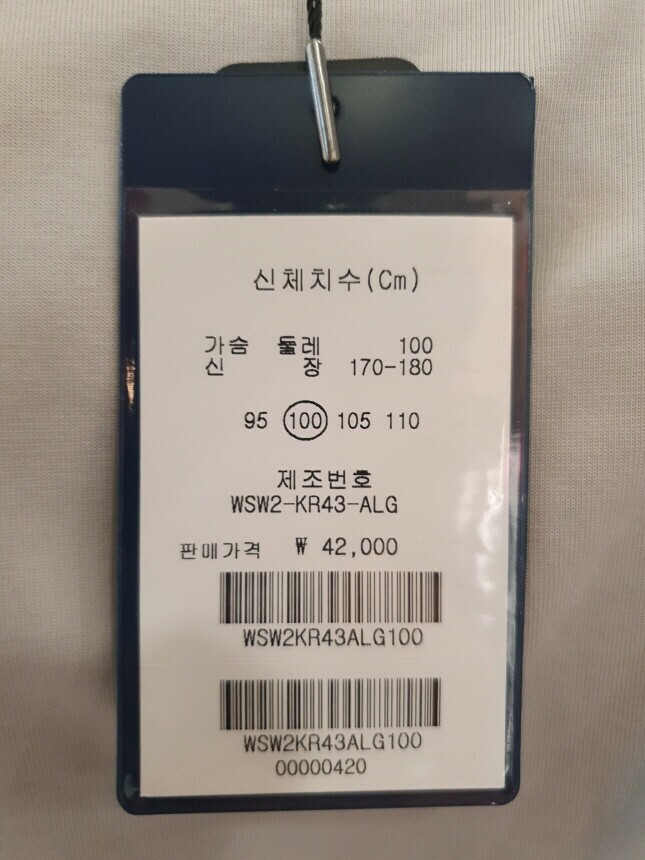 신체치수(Cm)
가슴 둘레 100
신 장 170-180
95 100 105 110
제조번호
WSW2-KR43-ALG
판매가격 ₩ 42,000
WSW2KR43ALG100
WSW2KR43ALG100
00000420